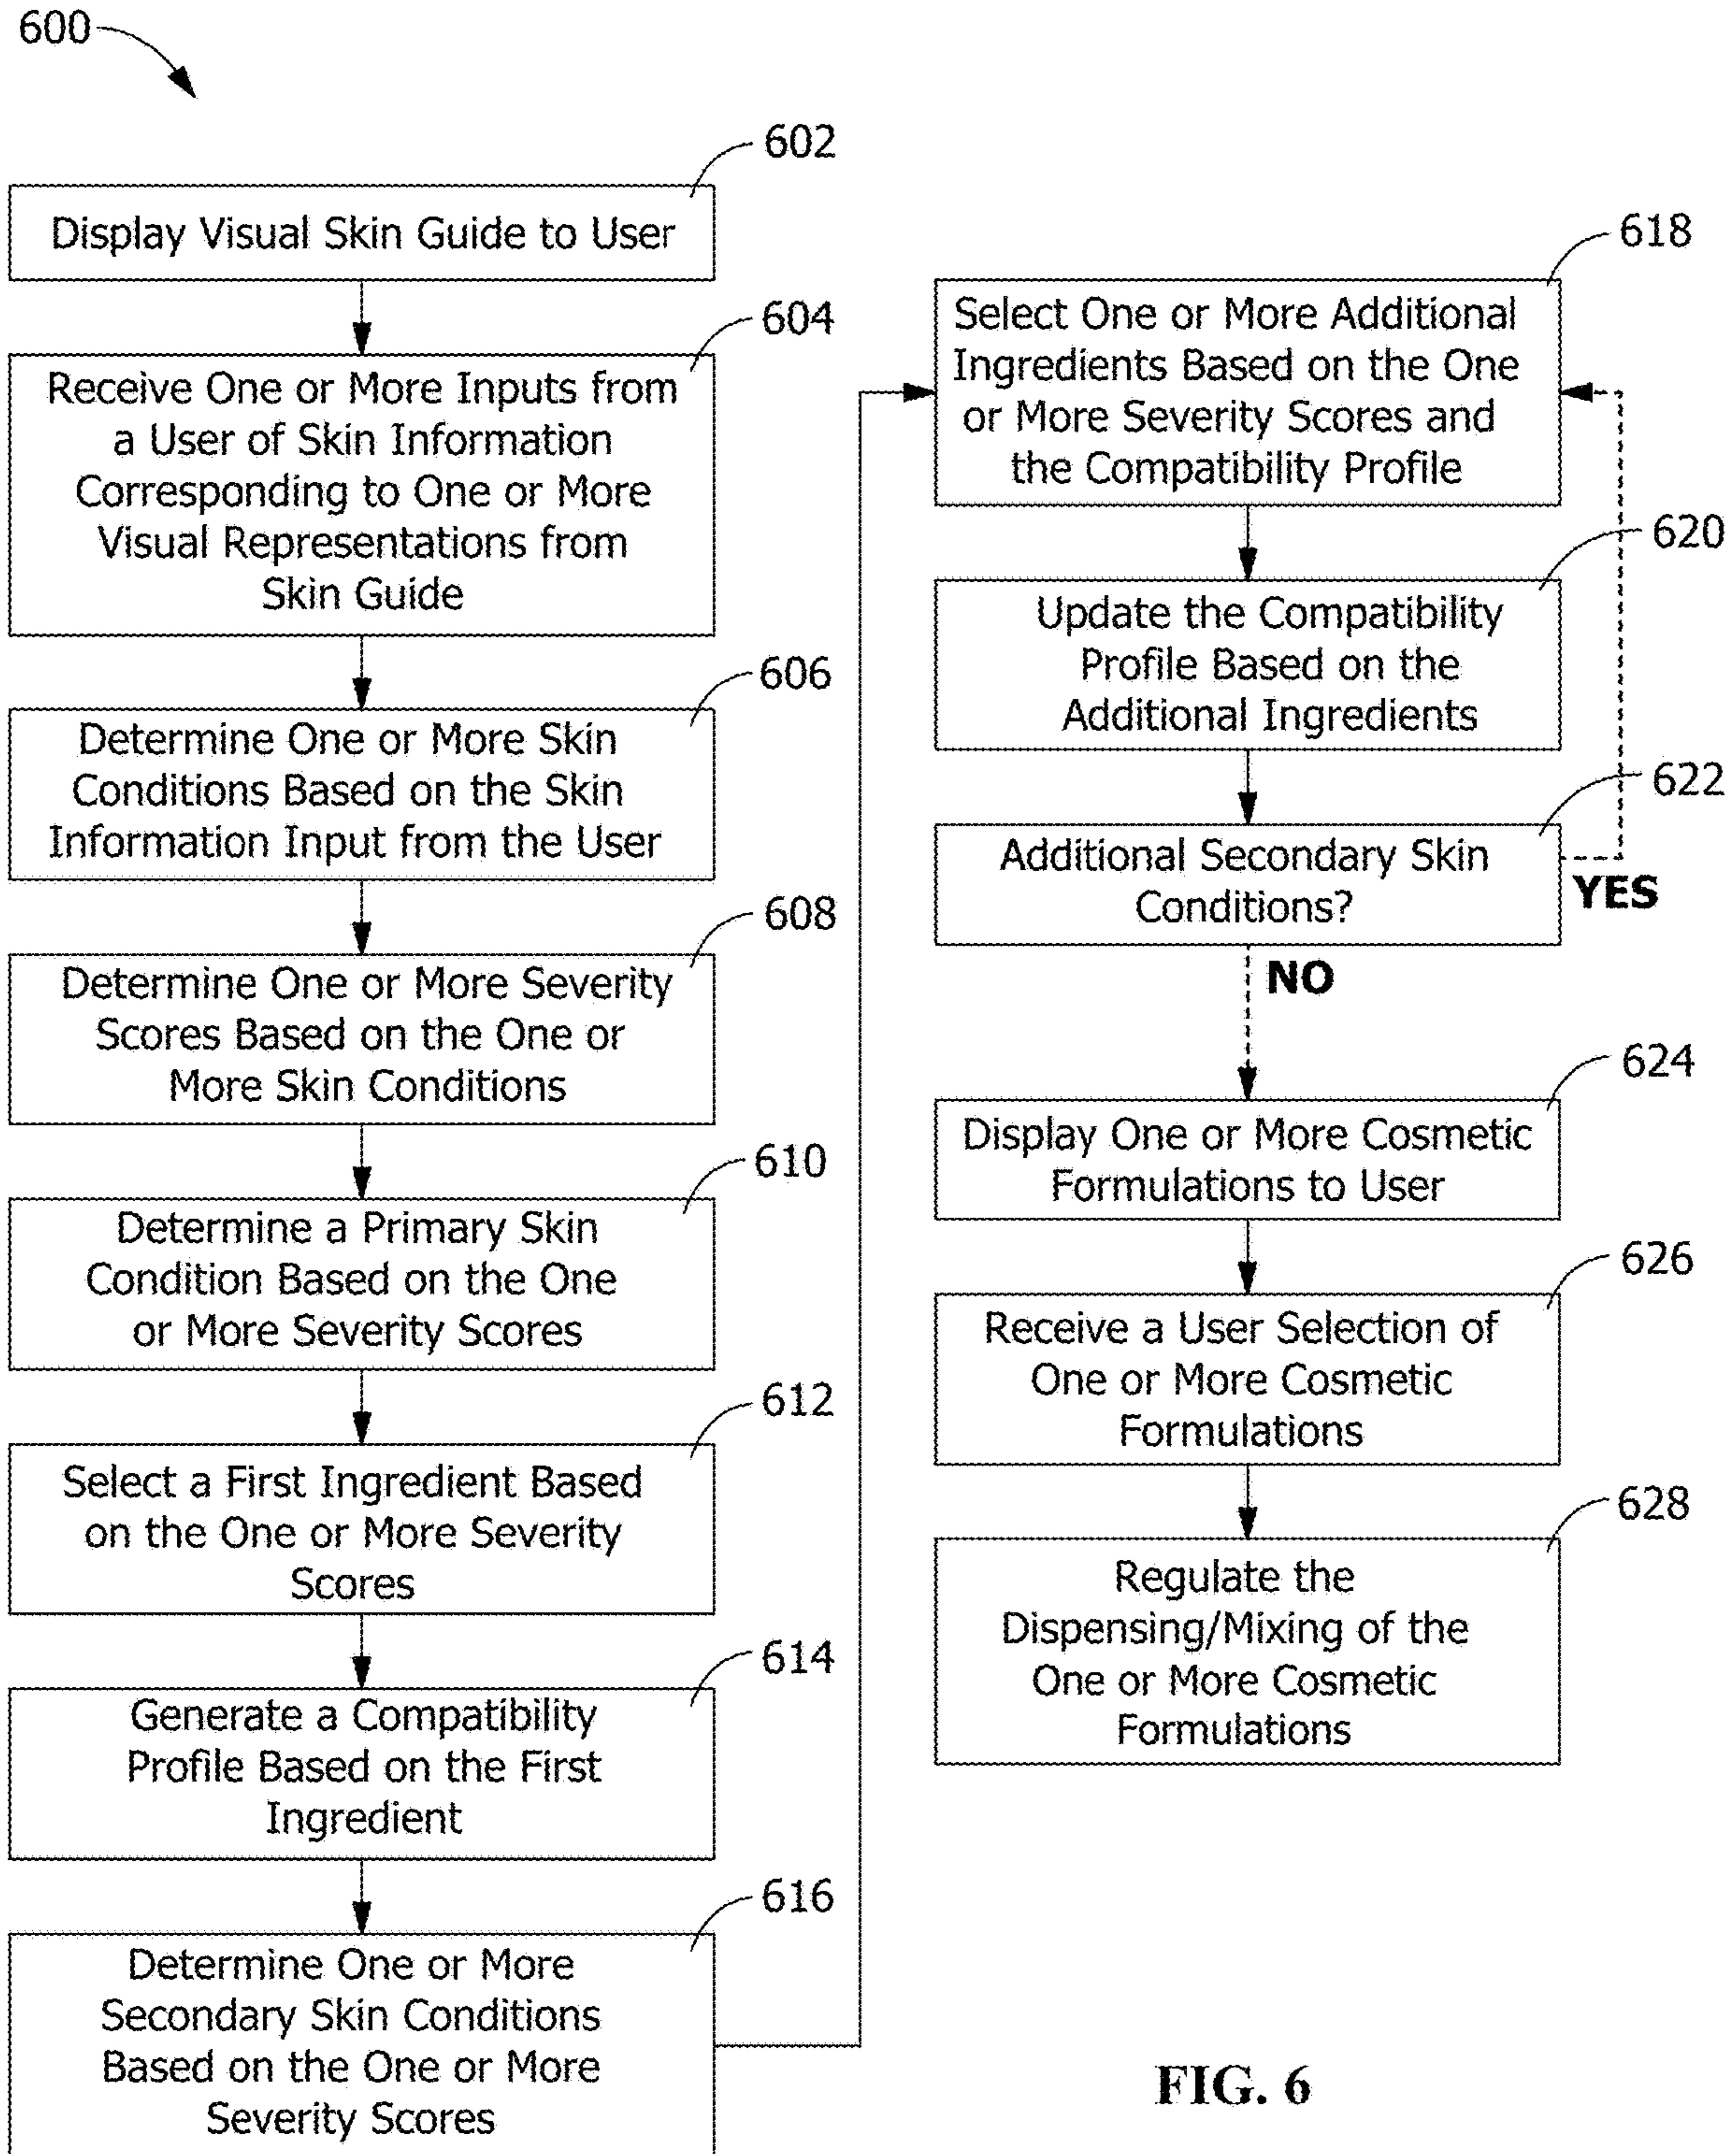 600
602
Display Visual Skin Guide to User
604
Receive One or More Inputs from
a User of Skin Information
Corresponding to One or More
Visual Representations from
Skin Guide
606
Determine One or More Skin
Conditions Based on the Skin
Information Input from the User
608
Determine One or More Severity
Scores Based on the One or
More Skin Conditions
610
Determine a Primary Skin
Condition Based on the One
or More Severity Scores
612
Select a First Ingredient Based
on the One or More Severity
Scores
614
Generate a Compatibility
Profile Based on the First
Ingredient
616
Determine One or More
Secondary Skin Conditions
Based on the One or More
Severity Scores
618
Select One or More Additional
Ingredients Based on the One
or More Severity Scores and
the Compatibility Profile
620
Update the Compatibility
Profile Based on the
Additional Ingredients
622
Additional Secondary Skin
Conditions?
YES
NO
624
Display One or More Cosmetic
Formulations to User
626
Receive a User Selection of
One or More Cosmetic
Formulations
628
Regulate the
Dispensing/Mixing of the
One or More Cosmetic
Formulations
FIG. 6